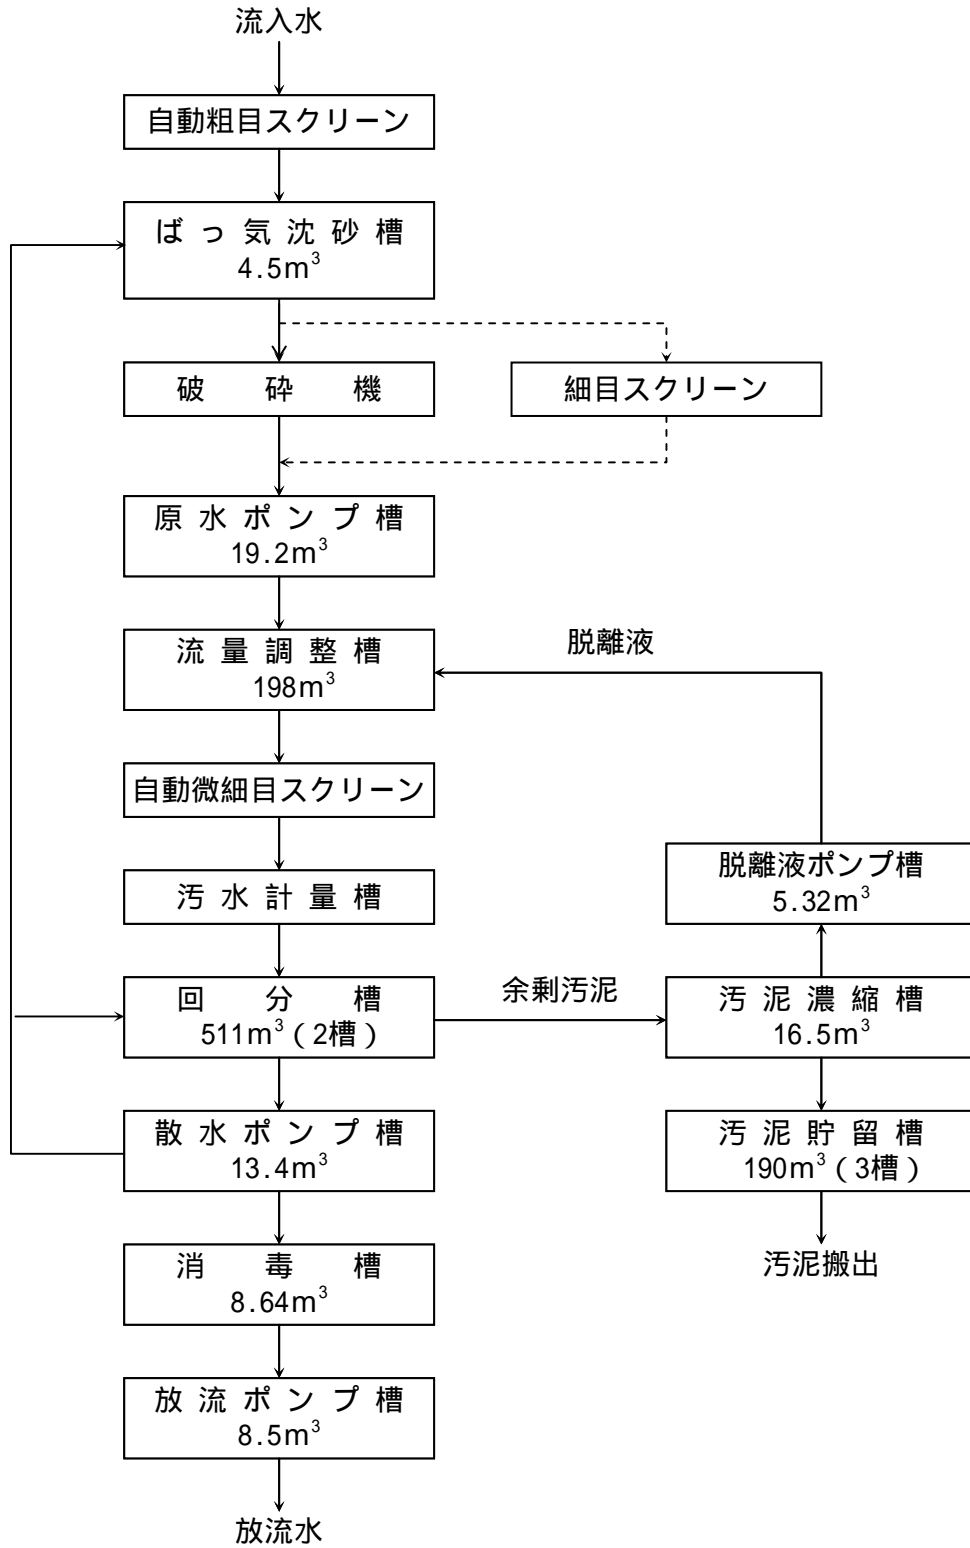 流入水
自動粗目スクリーン
ばっ気沈砂槽
4.5m³
破砕機
細目スクリーン
原水ポンプ槽
19.2m³
流量調整槽
198m³
脱離液
自動微細目スクリーン
汚水計量槽
脱離液ポンプ槽
5.32m³
回分槽
511m³(2槽)
余剰汚泥
汚泥濃縮槽
16.5m³
散水ポンプ槽
13.4m³
汚泥貯留槽
190m³(3槽)
消毒槽
8.64m³
汚泥搬出
放流ポンプ槽
8.5m³
放流水